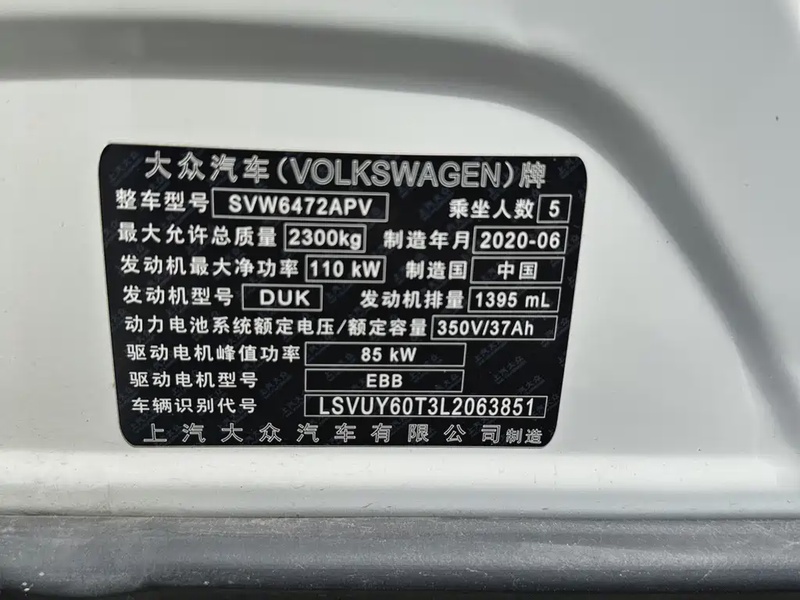 大众汽车(VOLKSWAGEN)牌
整车型号 SVW6472APV 乘坐人数 5
最大允许总质量 2300kg 制造年月 2020-06
发动机最大净功率 110 kW 制造国 中国
发动机型号 DUK 发动机排量 1395 mL
动力电池系统额定电压/额定容量 350V/37Ah
驱动电机峰值功率 85 kW
驱动电机型号 EBB
车辆识别代号 LSVUY60T3L2063851
上汽大众汽车有限公司制造